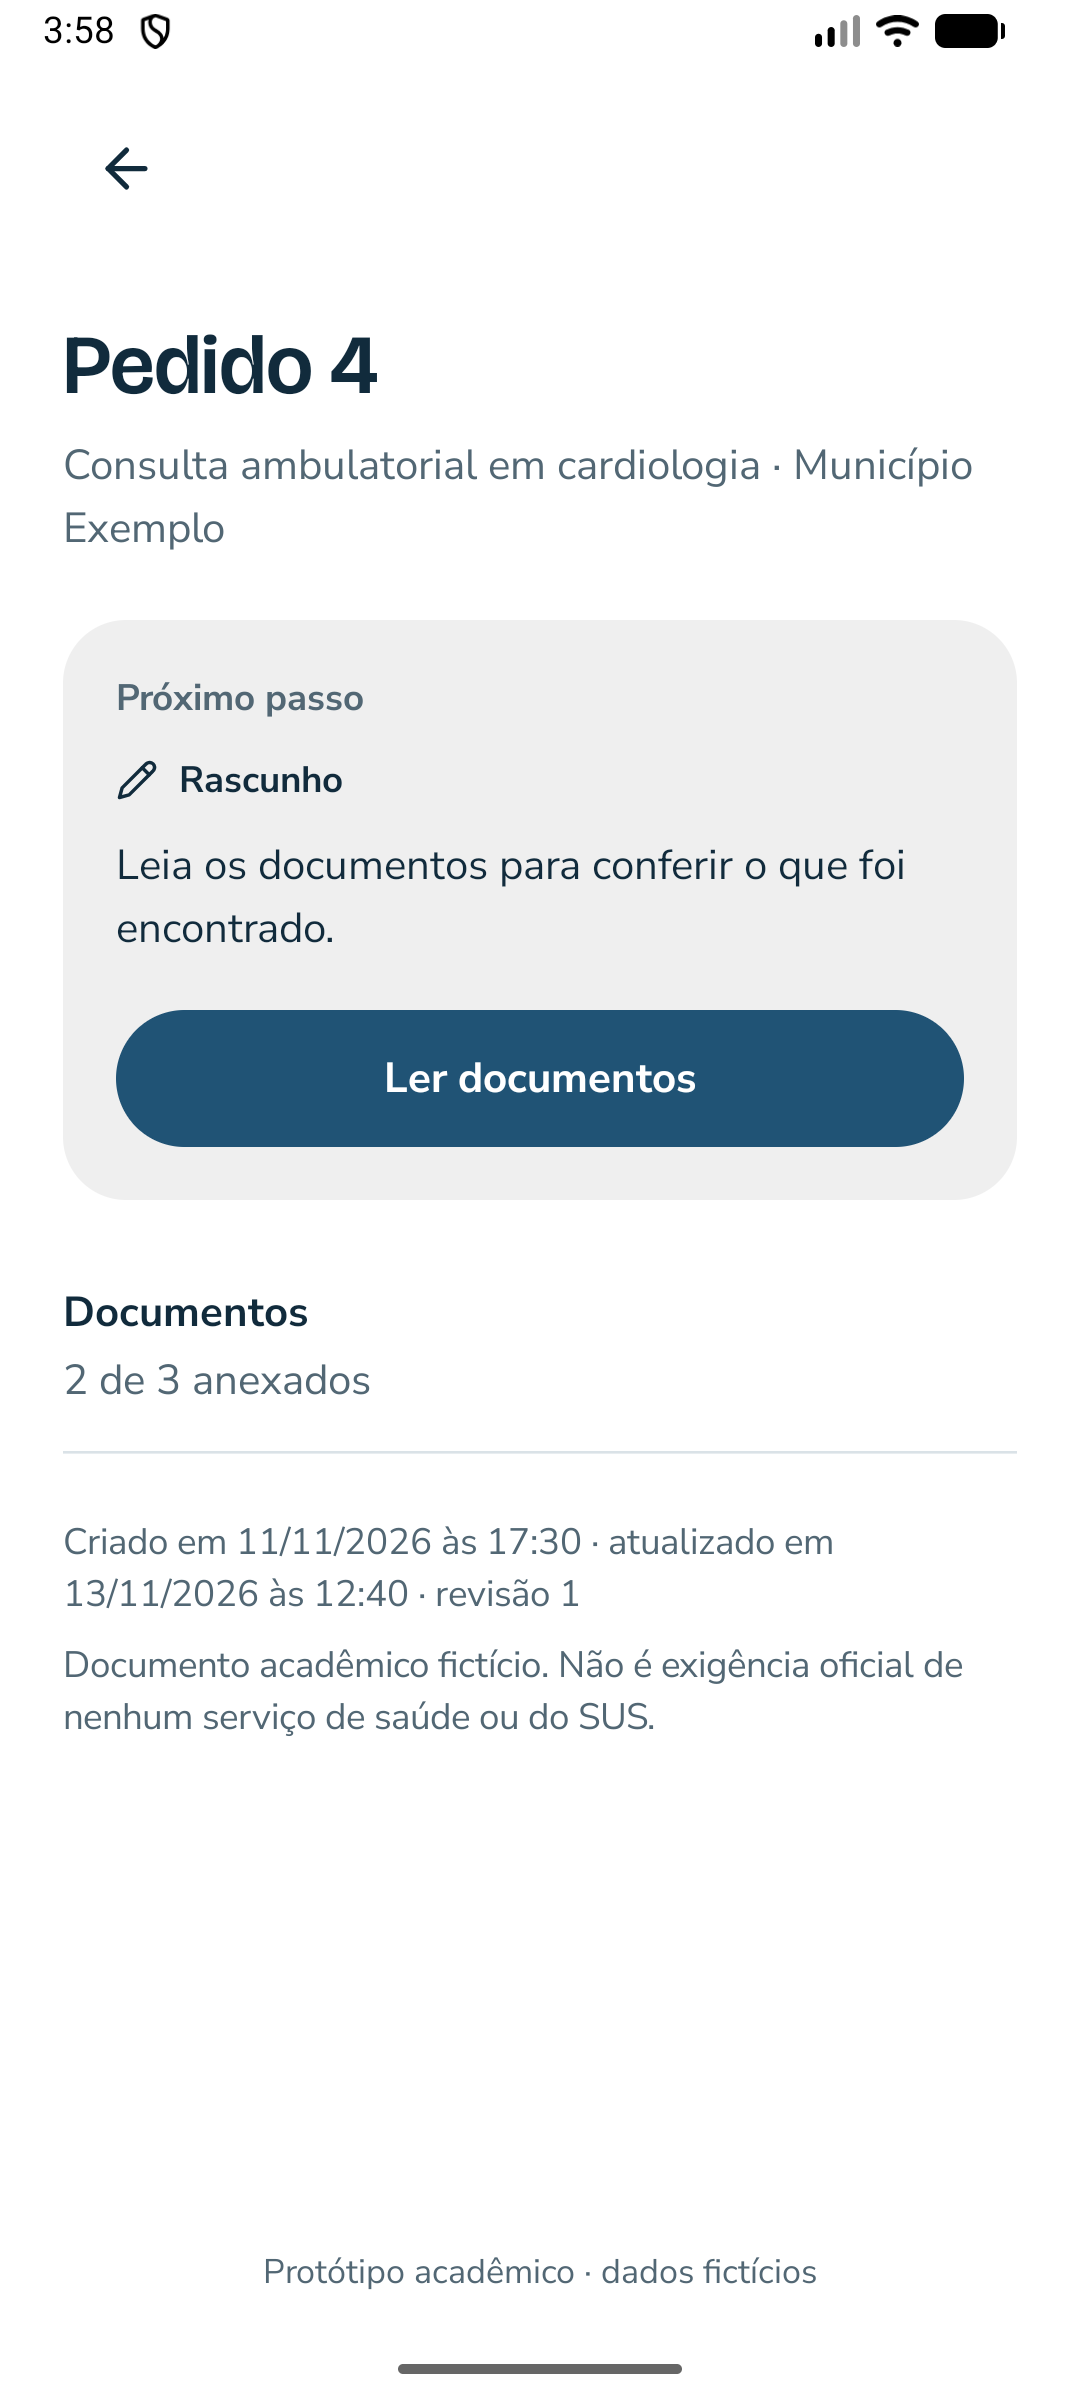 3:58
Pedido 4
Consulta ambulatorial em cardiologia · Município
Exemplo
Próximo passo
Rascunho
Leia os documentos para conferir o que foi
encontrado.
Ler documentos
Documentos
2 de 3 anexados
Criado em 11/11/2026 às 17:30 · atualizado em
13/11/2026 às 12:40 · revisão 1
Documento acadêmico fictício. Não é exigência oficial de
nenhum serviço de saúde ou do SUS.
Protótipo acadêmico · dados fictícios